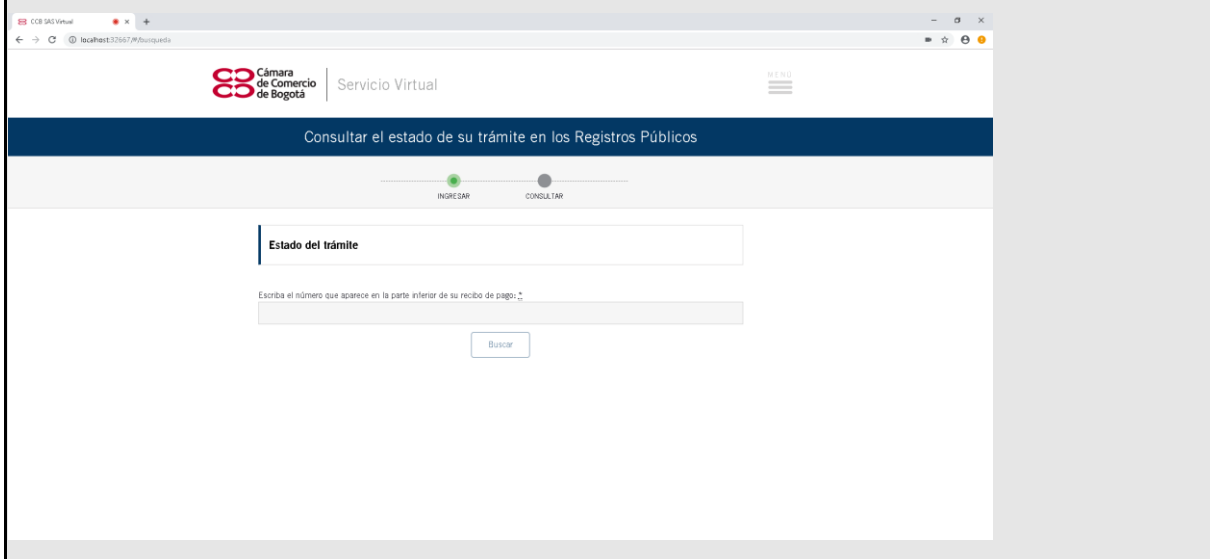 CCB SAS Virtual
localhost:32667/#/busqueda
Cámara
de Comercio
de Bogotá
Servicio Virtual
MENÚ
Consultar el estado de su trámite en los Registros Públicos
INGRESAR
CONSULTAR
Estado del trámite
Escriba el número que aparece en la parte inferior de su recibo de pago: *
Buscar